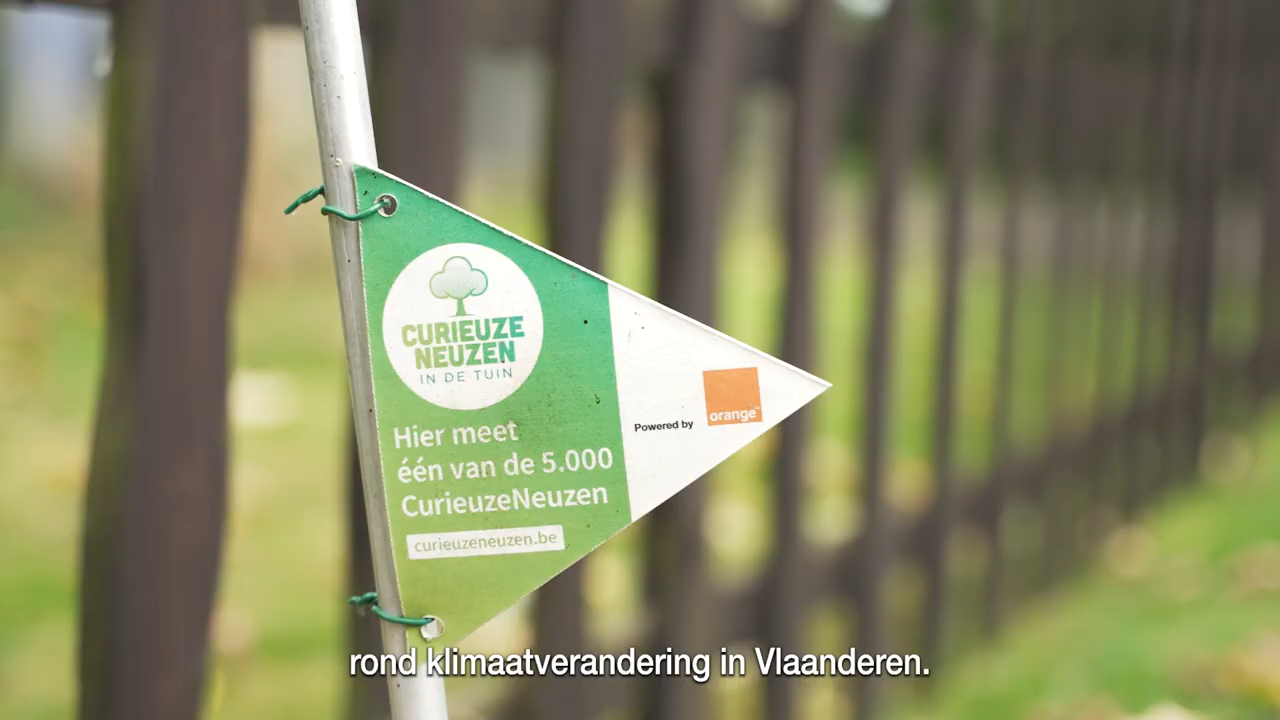 CURIEUZE
NEUZEN
IN DE TUIN
Hier meet
één van de 5.000
CurieuzeNeuzen
curieuzeneuzen.be
Powered by
orange™
rond klimaatverandering in Vlaanderen.